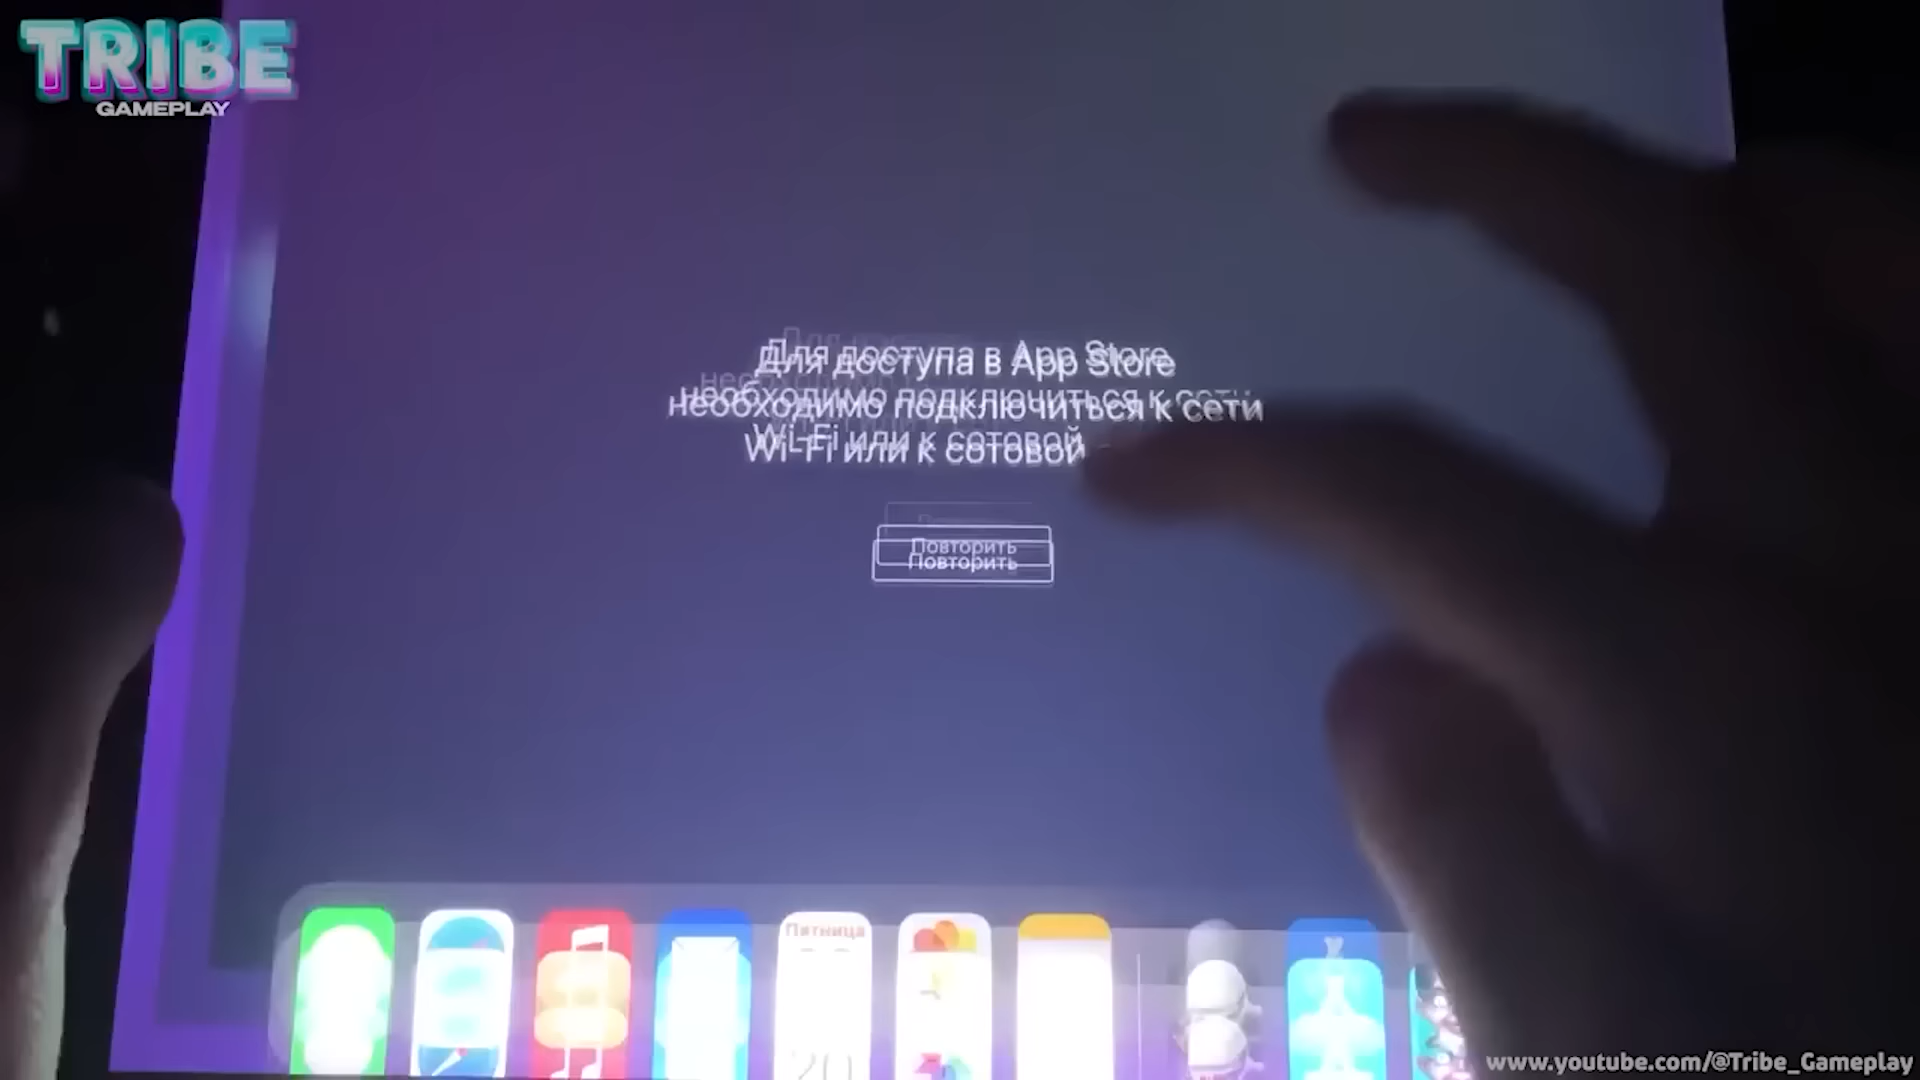 TRIBE
GAMEPLAY
Для доступа в App Store
необходимо подключиться к сети
Wi-Fi или к сотовой
Повторить
Пятница
20
www.youtube.com/@Tribe_Gameplay